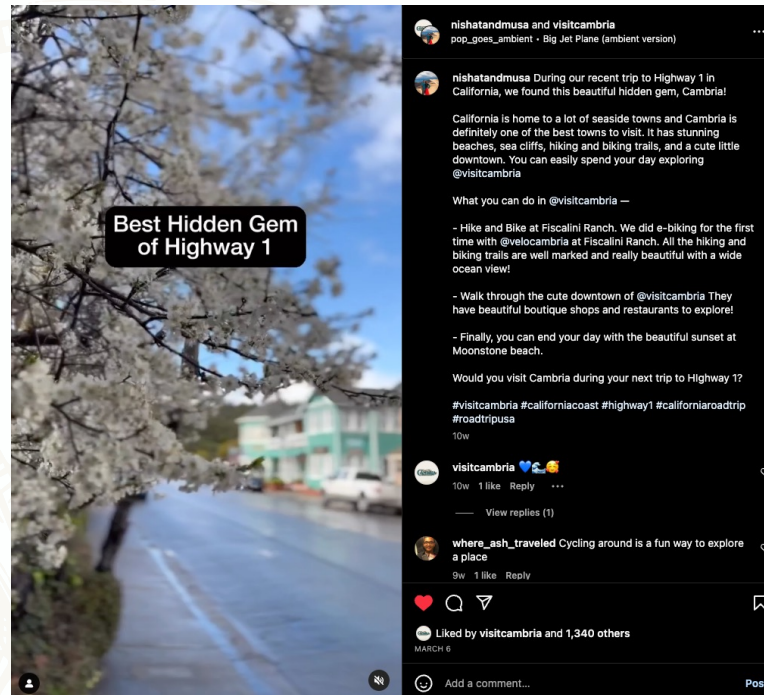 Best Hidden Gem
of Highway 1
nishatandmusa and visitcambria
pop_goes_ambient • Big Jet Plane (ambient version)
nishatandmusa During our recent trip to Highway 1 in
California, we found this beautiful hidden gem, Cambria!
California is home to a lot of seaside towns and Cambria is
definitely one of the best towns to visit. It has stunning
beaches, sea cliffs, hiking and biking trails, and a cute little
downtown. You can easily spend your day exploring
@visitcambria
What you can do in @visitcambria —
- Hike and Bike at Fiscalini Ranch. We did e-biking for the first
time with @velocambria at Fiscalini Ranch. All the hiking and
biking trails are well marked and really beautiful with a wide
ocean view!
- Walk through the cute downtown of @visitcambria They
have beautiful boutique shops and restaurants to explore!
- Finally, you can end your day with the beautiful sunset at
Moonstone beach.
Would you visit Cambria during your next trip to HIghway 1?
#visitcambria #californiacoast #highway1 #californiaroadtrip
#roadtripusa
10w
visitcambria 💙🌊🥰
10w 1 like Reply •••
View replies (1)
where_ash_traveled Cycling around is a fun way to explore
a place
9w 1 like Reply
Liked by visitcambria and 1,340 others
MARCH 6
Add a comment...
Pos